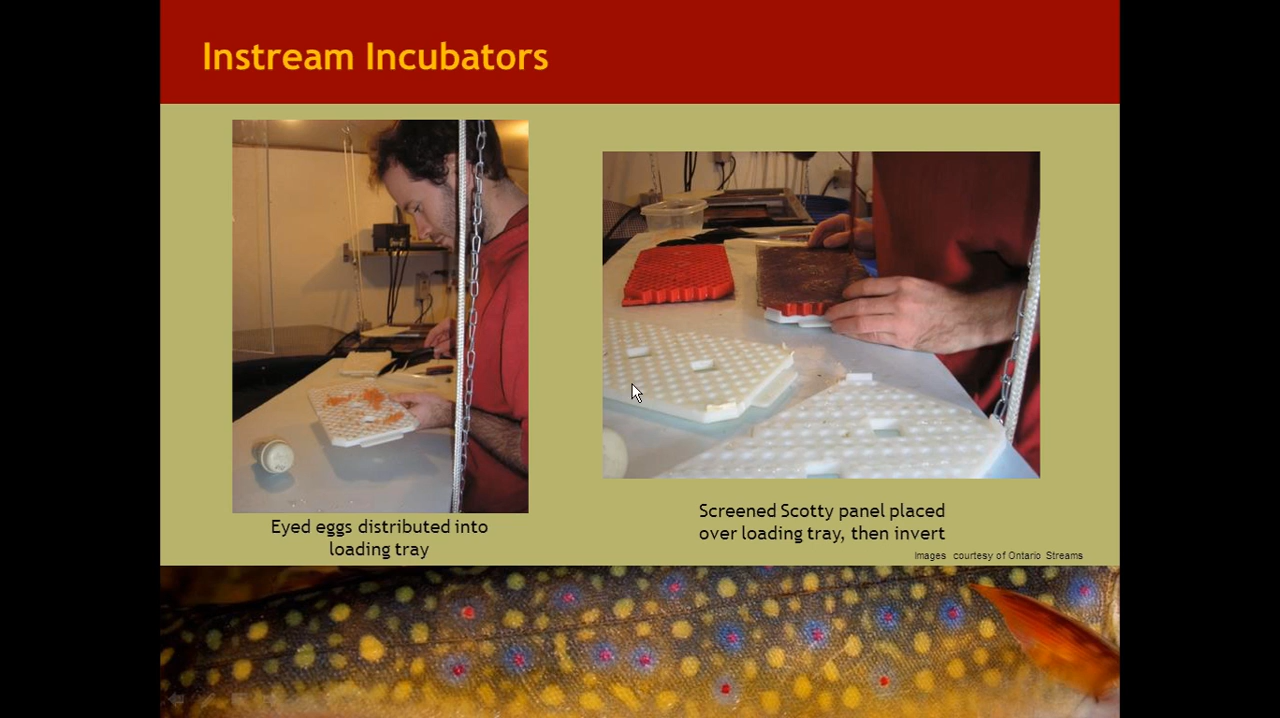 Instream Incubators
Eyed eggs distributed into
loading tray
Screened Scotty panel placed
over loading tray, then invert
Images courtesy of Ontario Streams